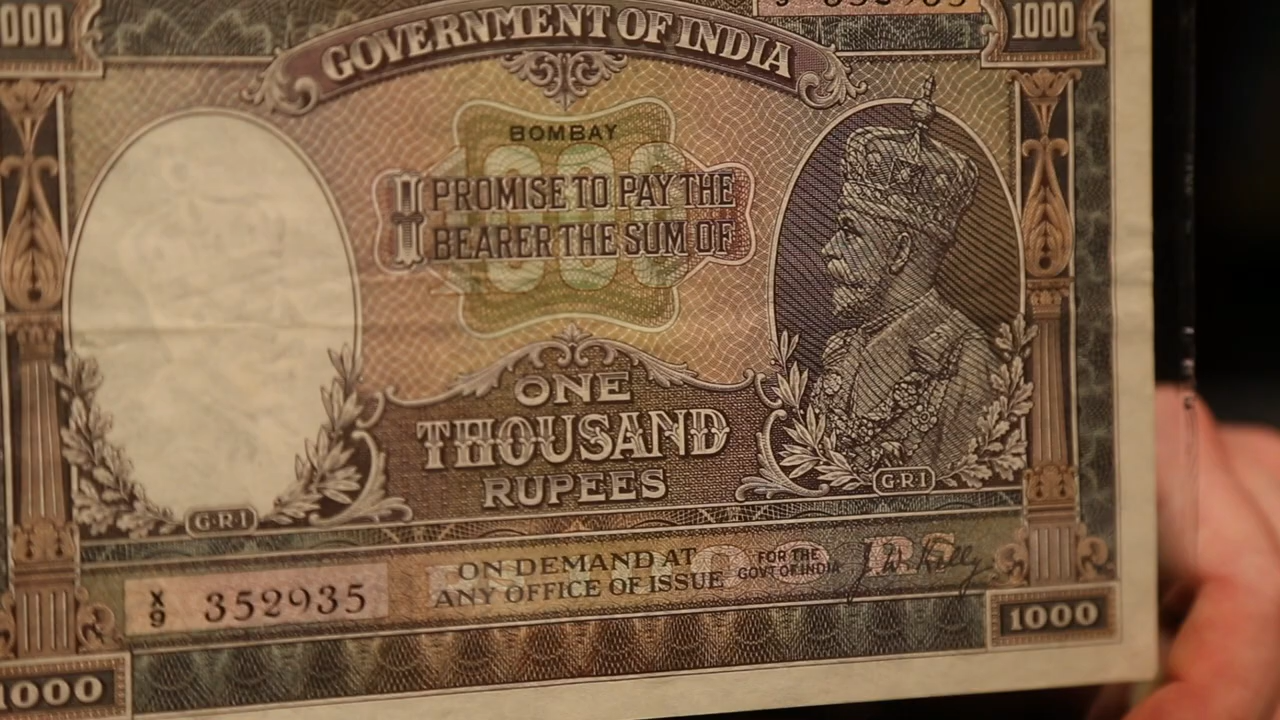 1000
GOVERNMENT OF INDIA
BOMBAY
I PROMISE TO PAY THE
BEARER THE SUM OF
ONE
THOUSAND
RUPEES
G·R·I
G·R·I
ON DEMAND AT
ANY OFFICE OF ISSUE
FOR THE
GOVT OF INDIA
J W Kelly
X
9
352935
1000
1000